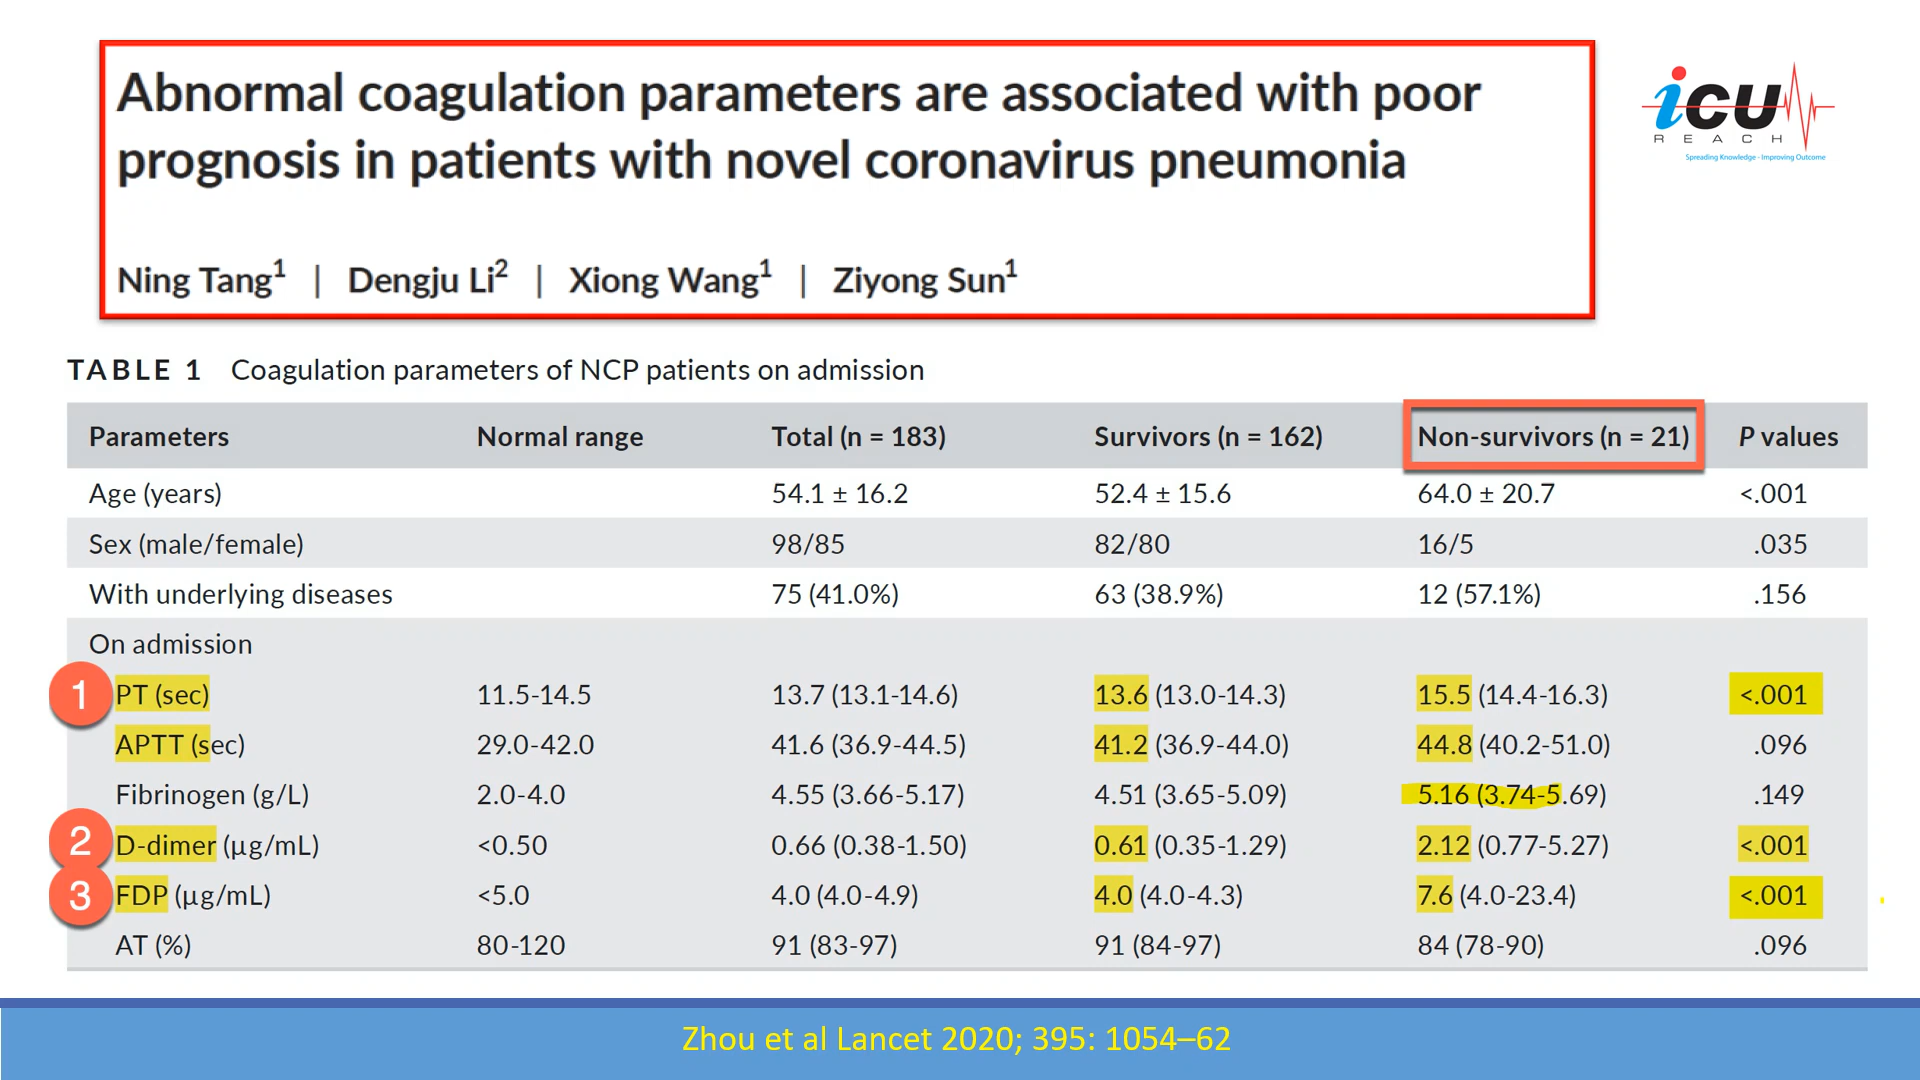 Abnormal coagulation parameters are associated with poor
prognosis in patients with novel coronavirus pneumonia
Ning Tang1 | Dengju Li2 | Xiong Wang1 | Ziyong Sun1
icu
REACH
Spreading Knowledge - Improving Outcome
TABLE 1 Coagulation parameters of NCP patients on admission
Parameters Normal range Total (n = 183) Survivors (n = 162) Non-survivors (n = 21) P values
Age (years) 54.1 ± 16.2 52.4 ± 15.6 64.0 ± 20.7 <.001
Sex (male/female) 98/85 82/80 16/5 .035
With underlying diseases 75 (41.0%) 63 (38.9%) 12 (57.1%) .156
On admission
1 PT (sec) 11.5-14.5 13.7 (13.1-14.6) 13.6 (13.0-14.3) 15.5 (14.4-16.3) <.001
APTT (sec) 29.0-42.0 41.6 (36.9-44.5) 41.2 (36.9-44.0) 44.8 (40.2-51.0) .096
Fibrinogen (g/L) 2.0-4.0 4.55 (3.66-5.17) 4.51 (3.65-5.09) 5.16 (3.74-5.69) .149
2 D-dimer (μg/mL) <0.50 0.66 (0.38-1.50) 0.61 (0.35-1.29) 2.12 (0.77-5.27) <.001
3 FDP (μg/mL) <5.0 4.0 (4.0-4.9) 4.0 (4.0-4.3) 7.6 (4.0-23.4) <.001
AT (%) 80-120 91 (83-97) 91 (84-97) 84 (78-90) .096
Zhou et al Lancet 2020; 395: 1054–62